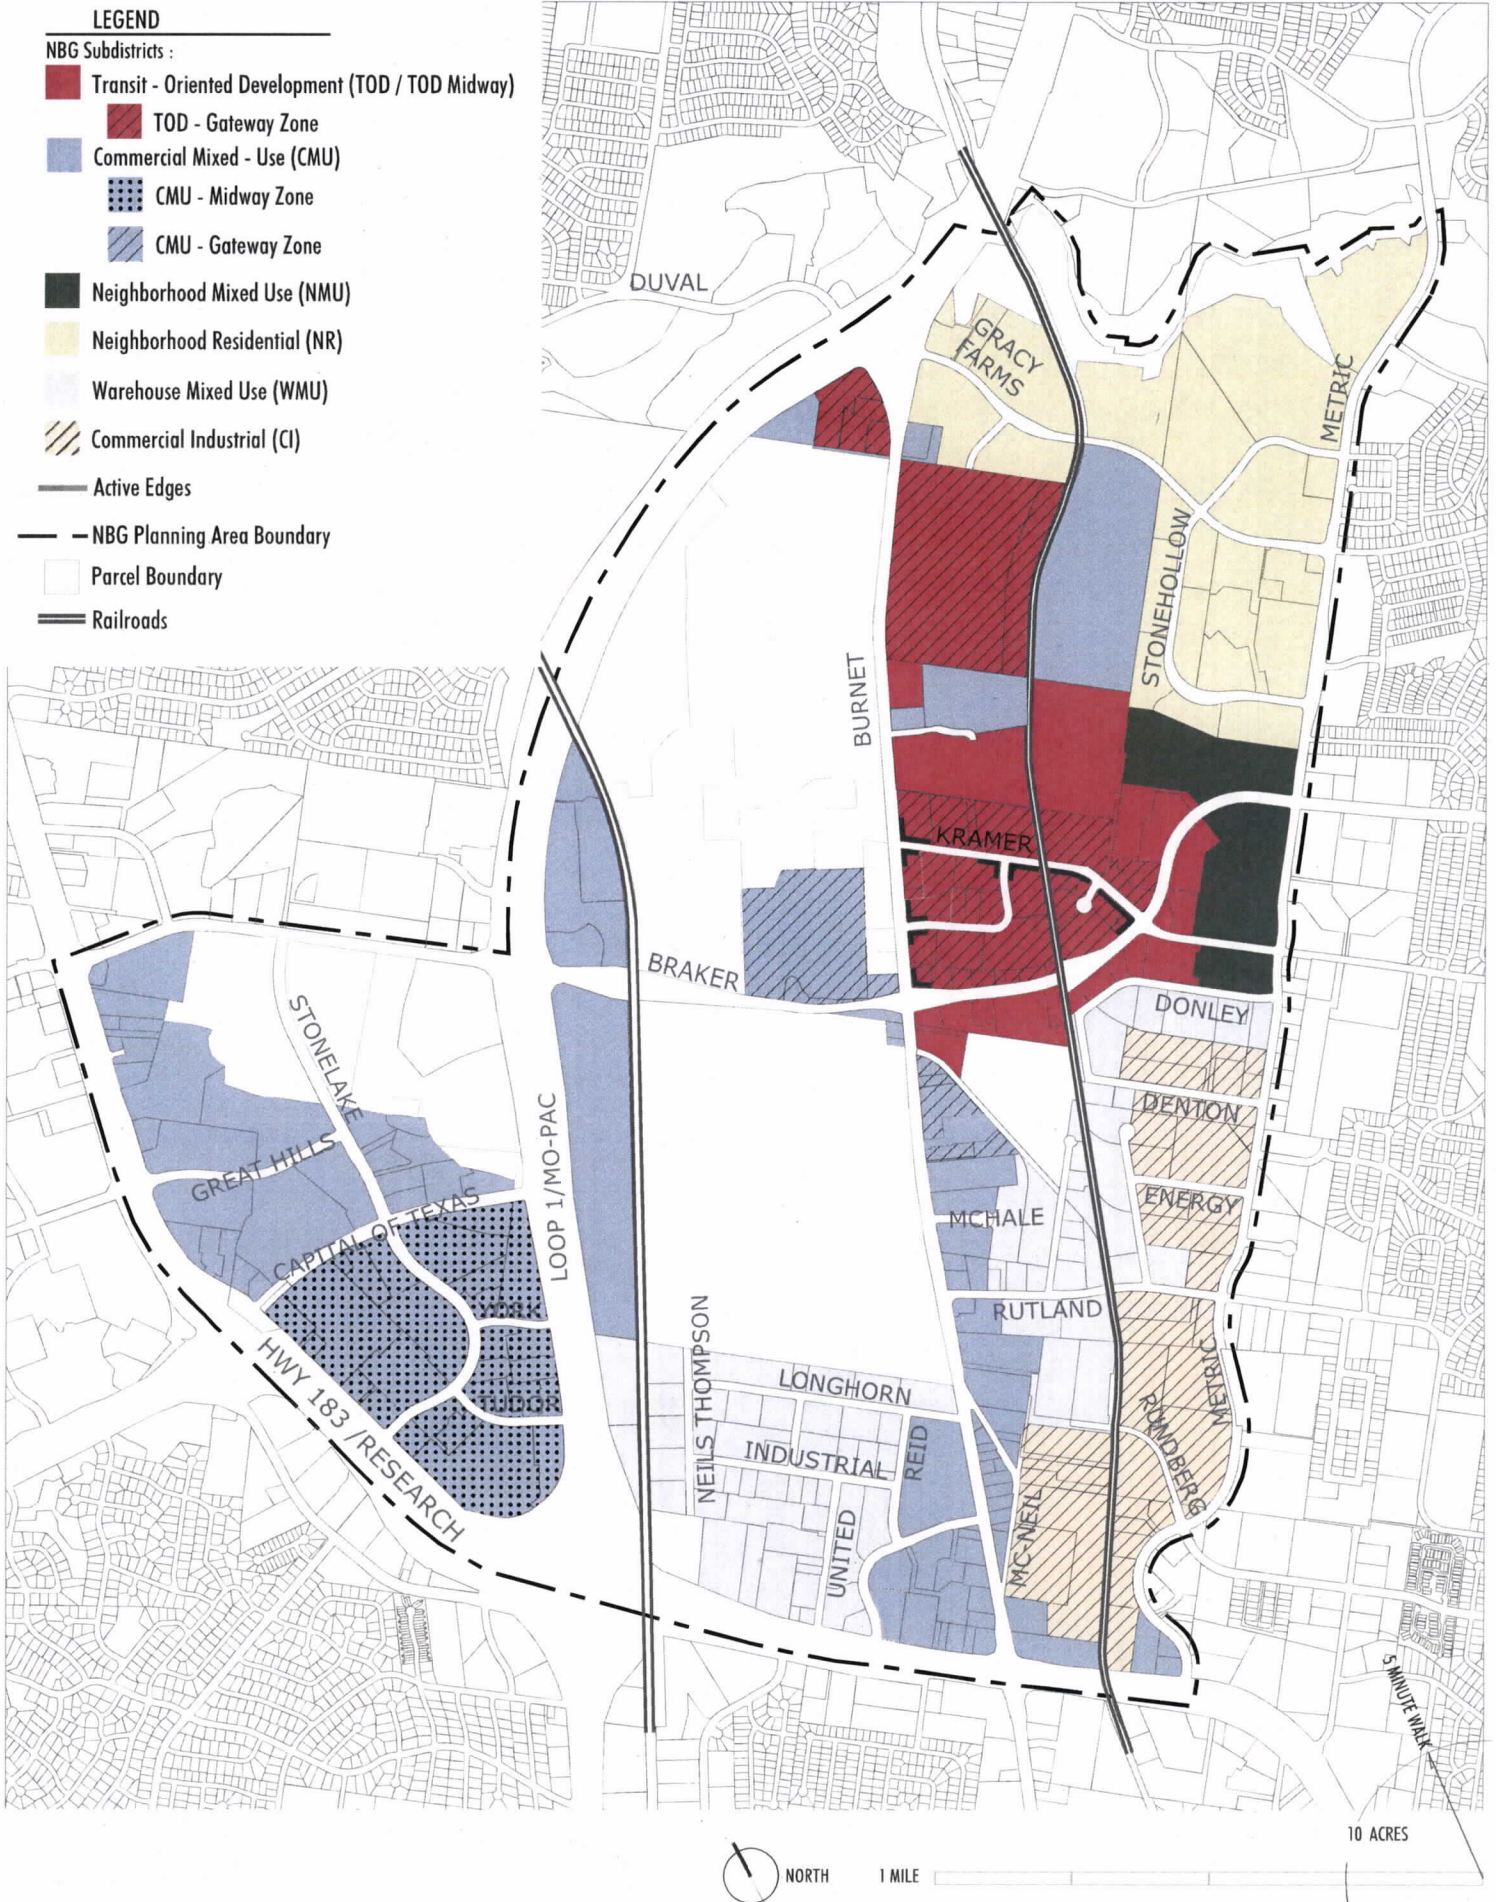 LEGEND
NBG Subdistricts :
Transit - Oriented Development (TOD / TOD Midway)
TOD - Gateway Zone
Commercial Mixed - Use (CMU)
CMU - Midway Zone
CMU - Gateway Zone
Neighborhood Mixed Use (NMU)
Neighborhood Residential (NR)
Warehouse Mixed Use (WMU)
Commercial Industrial (CI)
Active Edges
NBG Planning Area Boundary
Parcel Boundary
Railroads
DUVAL
GRACY
FARMS
METRIC
STONEHOLLOW
BURNET
KRAMER
BRAKER
DONLEY
STONELAKE
DENTON
GREAT HILLS
LOOP 1/MO-PAC
ENERGY
CAPITAL OF TEXAS
MCHALE
YORK
RUTLAND
HWY 183 /RESEARCH
NEILS THOMPSON
LONGHORN
METRIC
TUDOR
RUNDBERG
INDUSTRIAL
REID
UNITED
MC-NEIL
5 MINUTE WALK
10 ACRES
NORTH
1 MILE